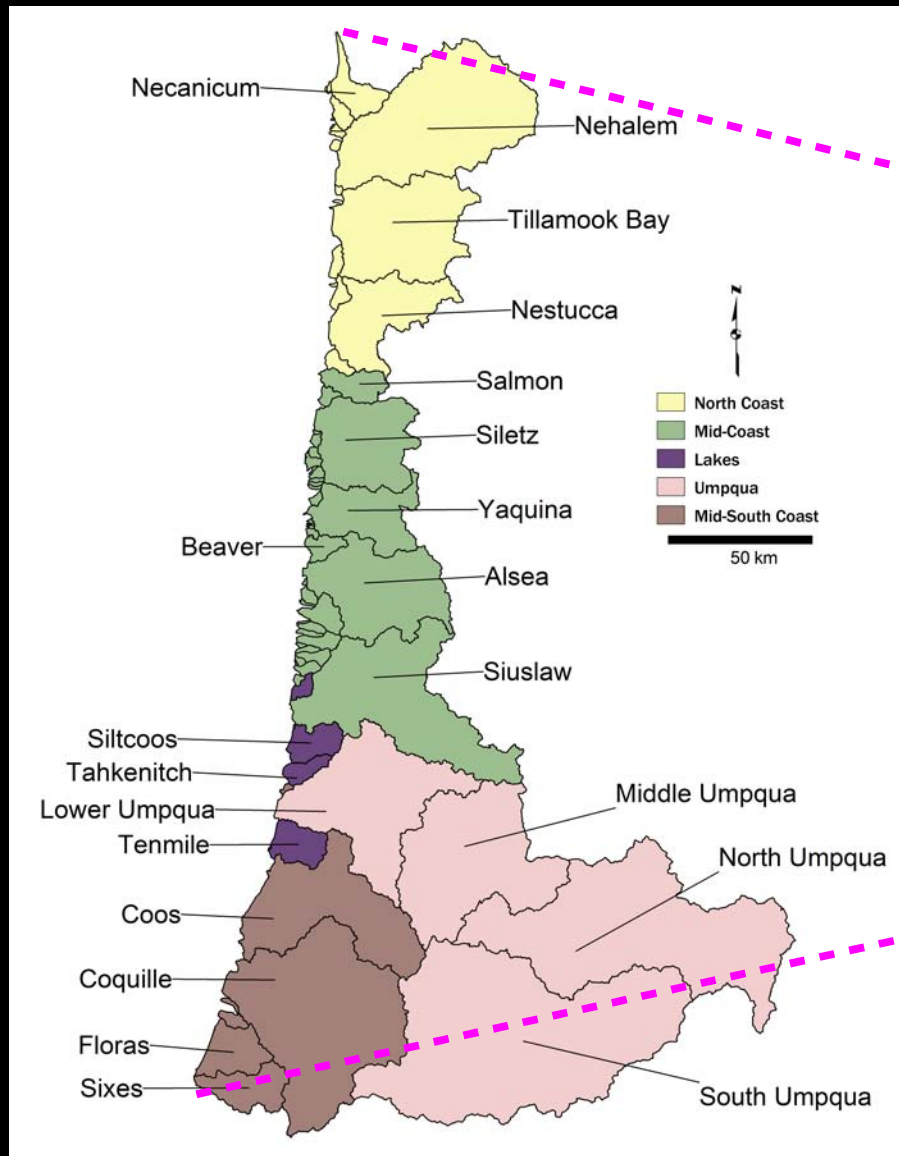 Necanicum
Nehalem
Tillamook Bay
N
Nestucca
Salmon
North Coast
Siletz
Mid-Coast
Lakes
Umpqua
Yaquina
Mid-South Coast
Beaver
50 km
Alsea
Siuslaw
Siltcoos
Tahkenitch
Middle Umpqua
Lower Umpqua
Tenmile
North Umpqua
Coos
Coquille
Floras
Sixes
South Umpqua